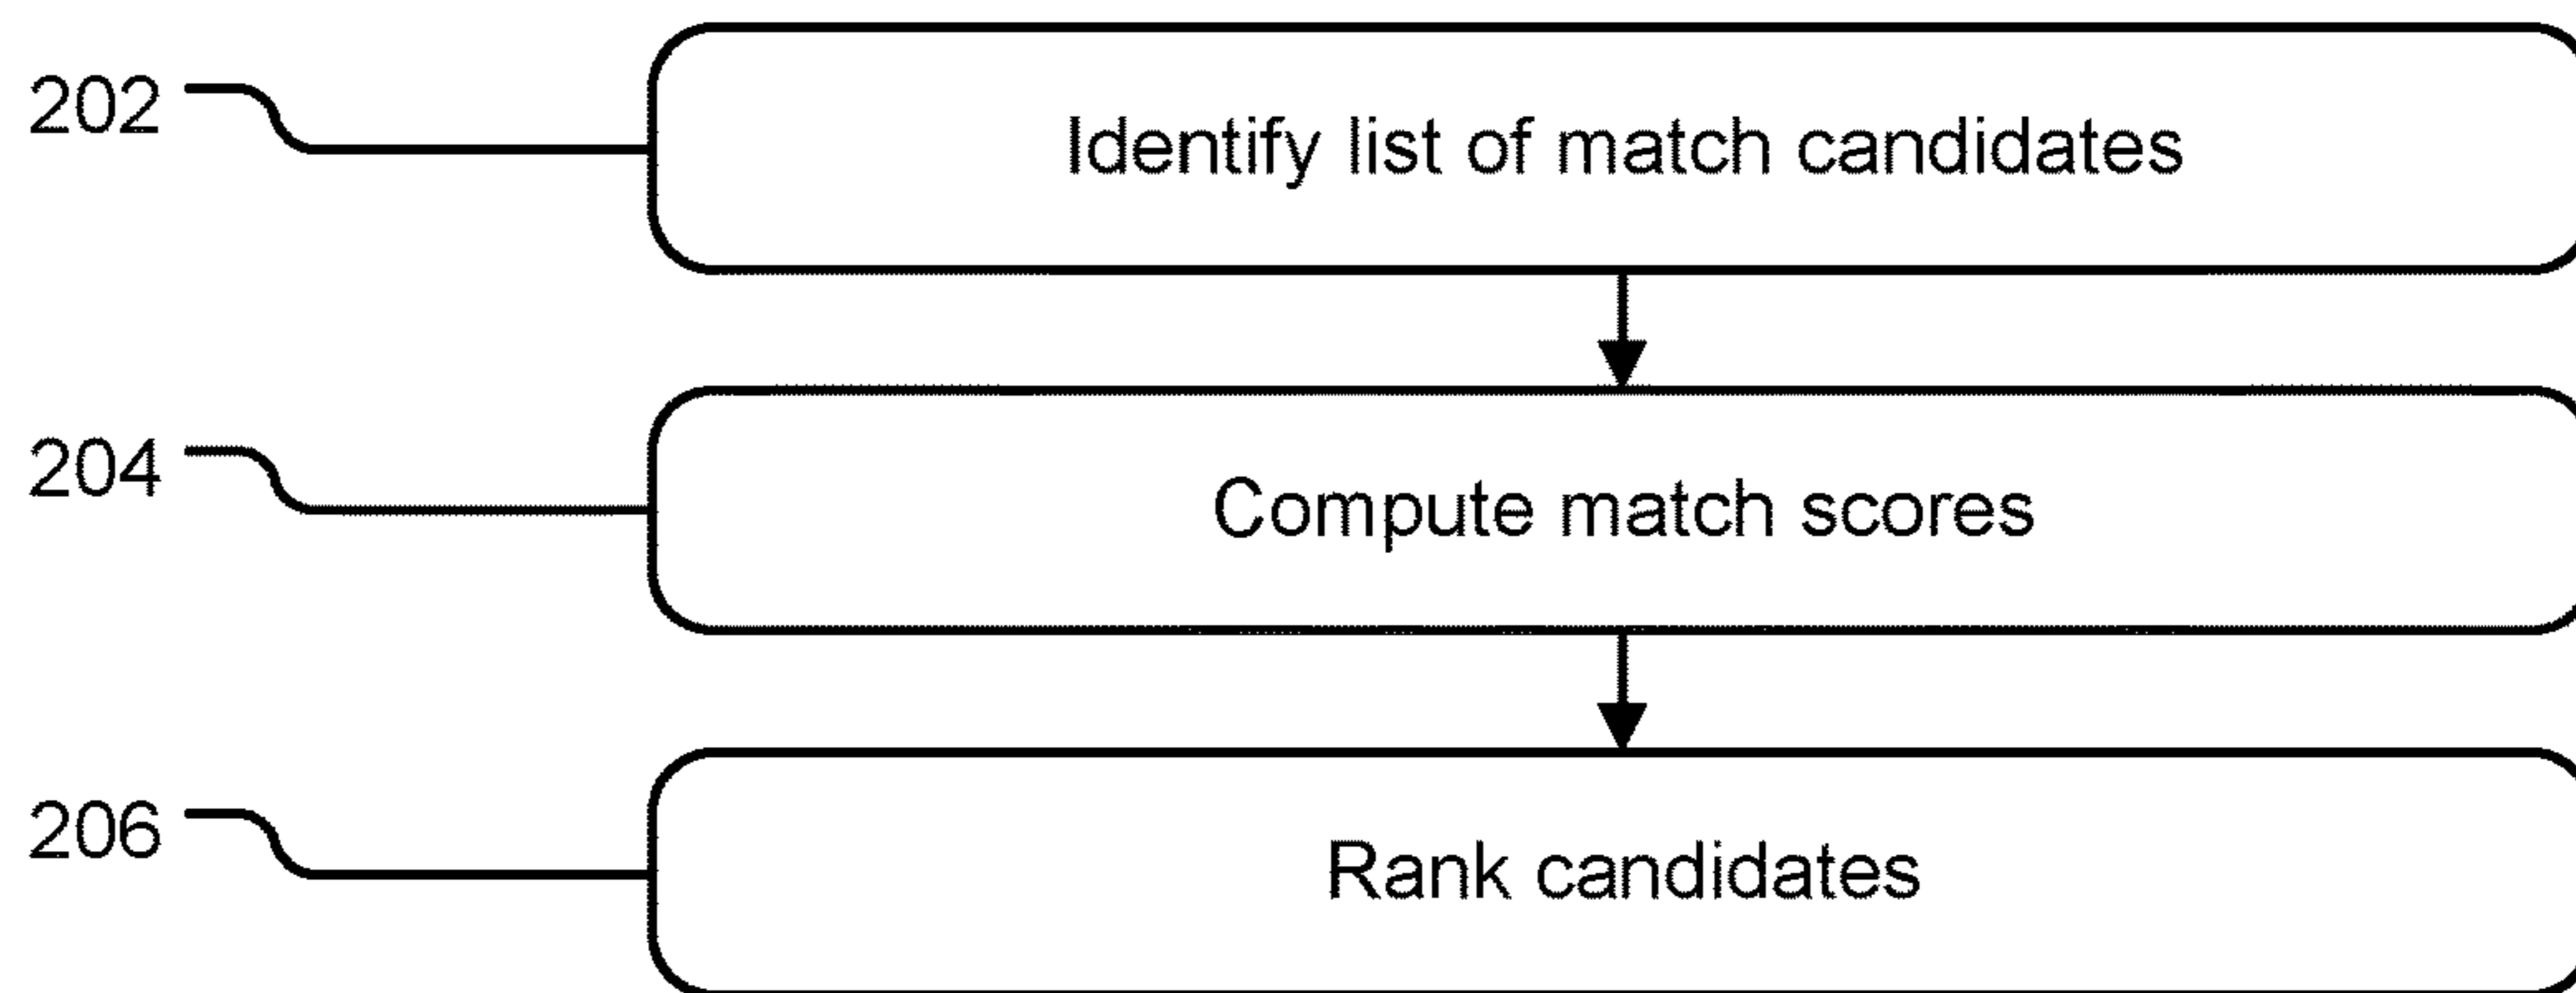 202
Identify list of match candidates
204
Compute match scores
206
Rank candidates